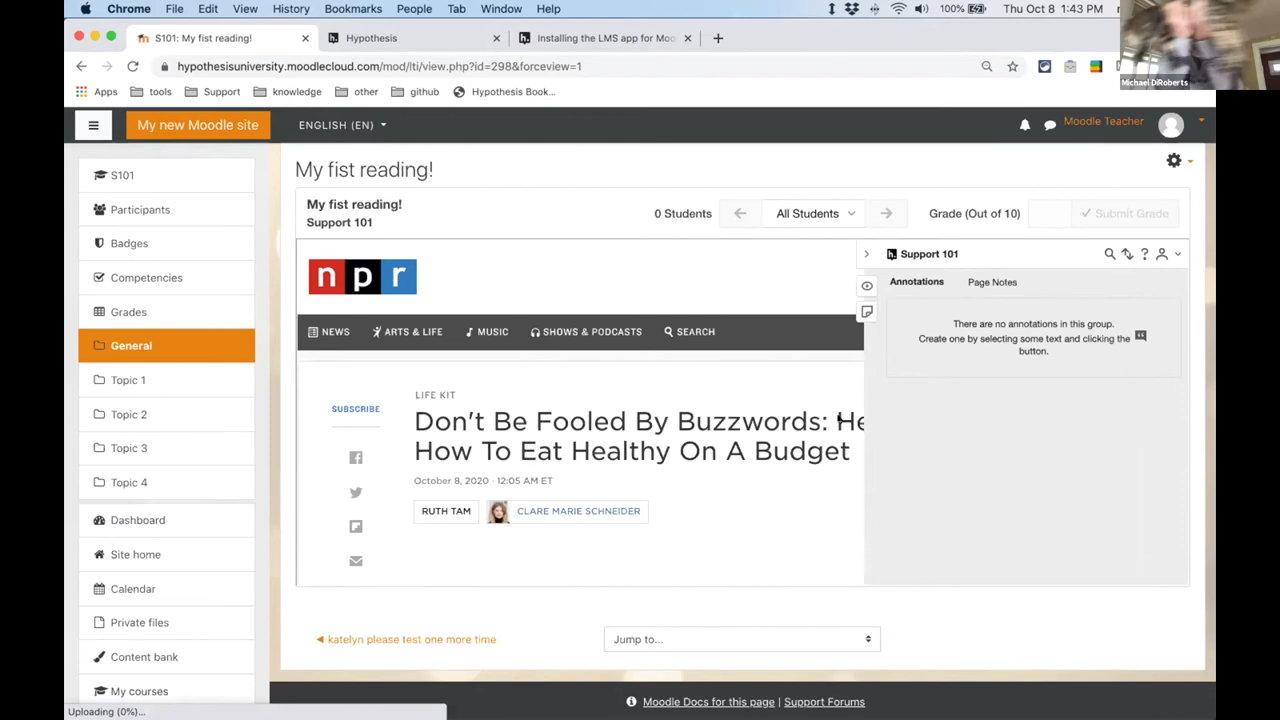 Chrome File Edit View History Bookmarks People Tab Window Help 100% Thu Oct 8 1:43 PM
S101: My fist reading! Hypothesis Installing the LMS app for Moo
hypothesisuniversity.moodlecloud.com/mod/lti/view.php?id=298&forceview=1
Apps tools Support knowledge other github Hypothesis Book...
Michael DiRoberts
My new Moodle site ENGLISH (EN) Moodle Teacher
S101
Participants
Badges
Competencies
Grades
General
Topic 1
Topic 2
Topic 3
Topic 4
Dashboard
Site home
Calendar
Private files
Content bank
My courses
My fist reading!
My fist reading!
Support 101
0 Students All Students Grade (Out of 10) Submit Grade
npr
NEWS ARTS & LIFE MUSIC SHOWS & PODCASTS SEARCH
SUBSCRIBE
LIFE KIT
Don't Be Fooled By Buzzwords: He
How To Eat Healthy On A Budget
October 8, 2020 · 12:05 AM ET
RUTH TAM CLARE MARIE SCHNEIDER
Support 101
Annotations Page Notes
There are no annotations in this group.
Create one by selecting some text and clicking the
button.
katelyn please test one more time Jump to...
Moodle Docs for this page | Support Forums
Uploading (0%)...